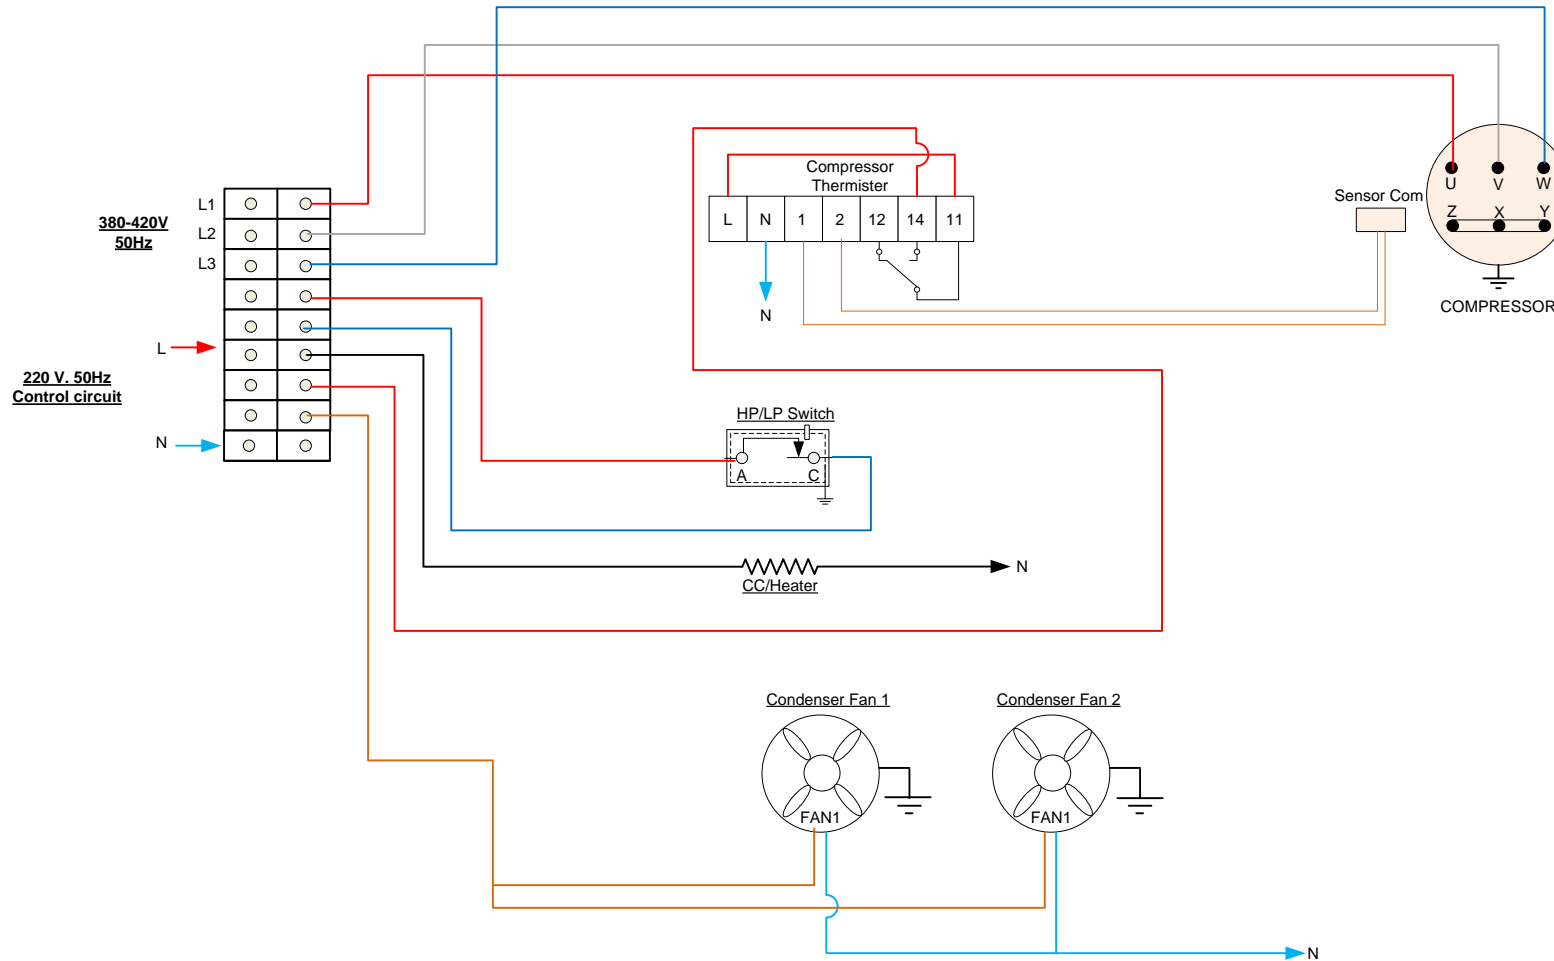 L1
380-420V
50Hz
L2
L3
L
220 V. 50Hz
Control circuit
N
Compressor
Thermister
L N 1 2 12 14 11
N
Sensor Com
U V W
Z X Y
COMPRESSOR
HP/LP Switch
A C
CC/Heater
N
Condenser Fan 1
FAN1
Condenser Fan 2
FAN1
N